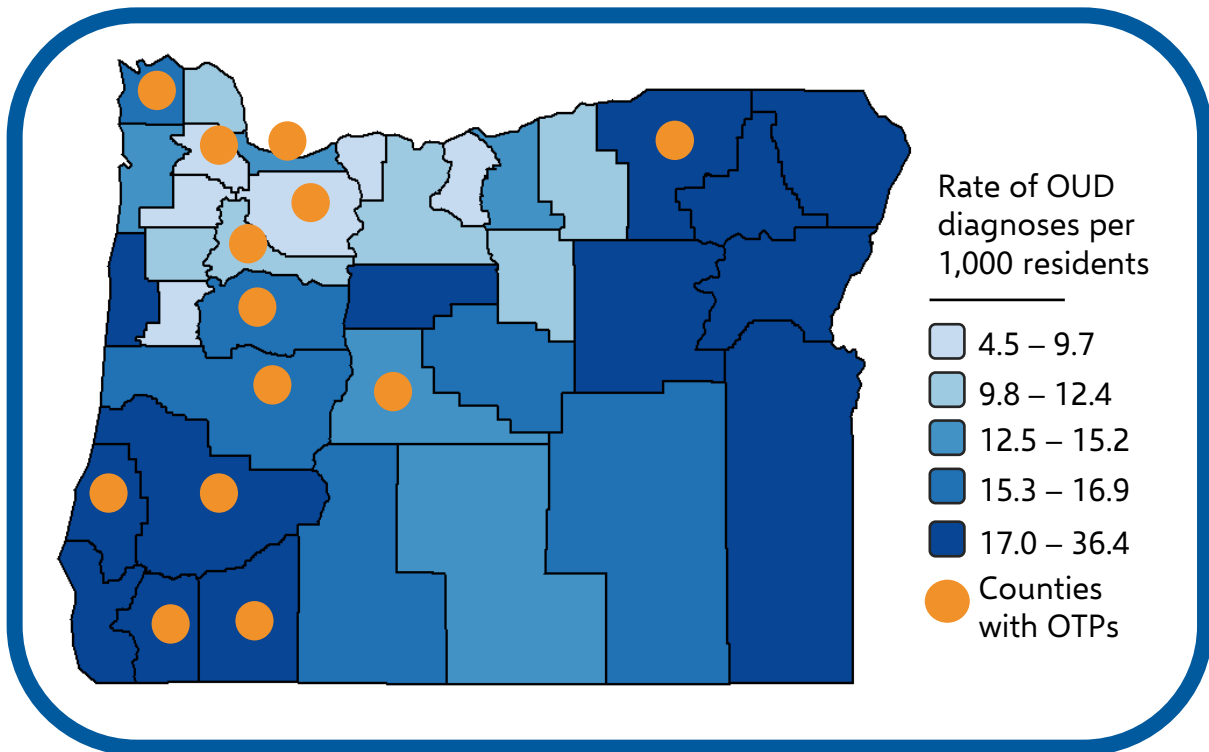 Rate of OUD
diagnoses per
1,000 residents
4.5 – 9.7
9.8 – 12.4
12.5 – 15.2
15.3 – 16.9
17.0 – 36.4
Counties
with OTPs